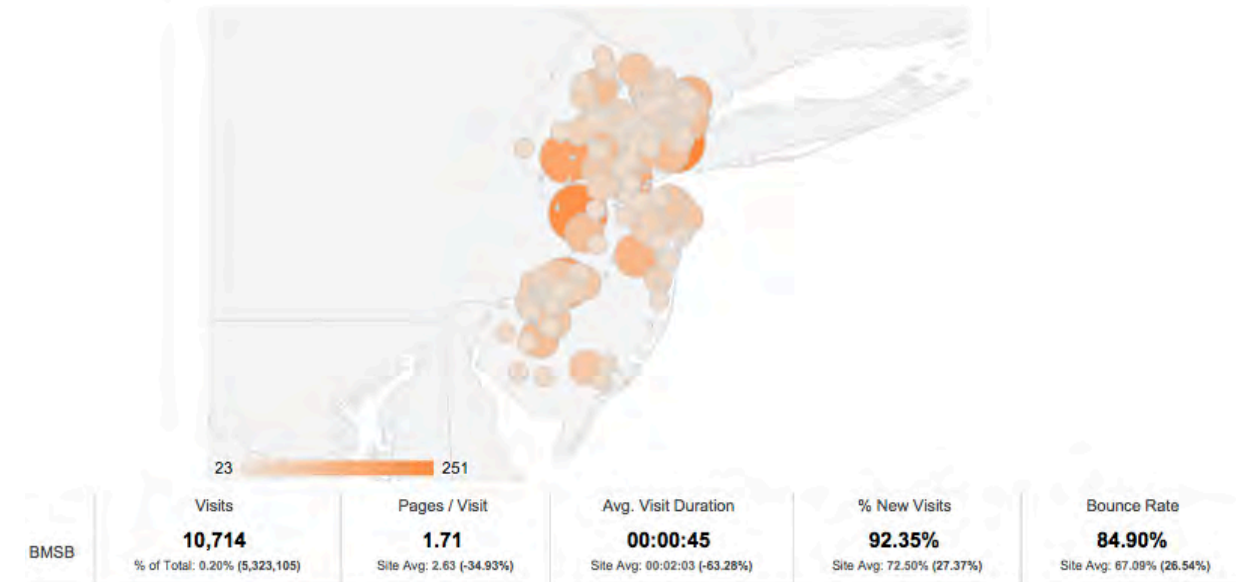 23 251
Visits Pages / Visit Avg. Visit Duration % New Visits Bounce Rate
BMSB 10,714 1.71 00:00:45 92.35% 84.90%
% of Total: 0.20% (5,323,105) Site Avg: 2.63 (-34.93%) Site Avg: 00:02:03 (-63.28%) Site Avg: 72.50% (27.37%) Site Avg: 67.09% (26.54%)